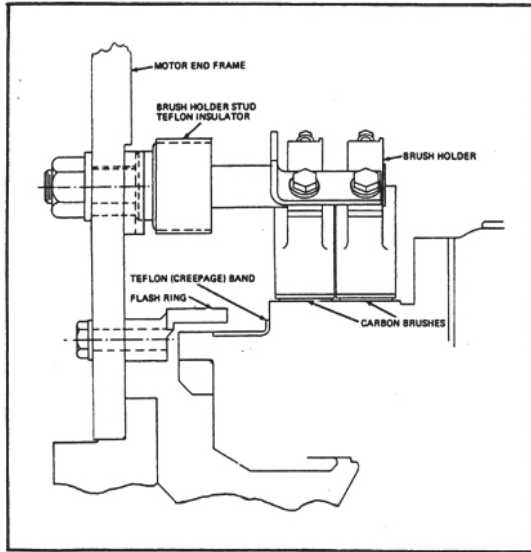 MOTOR END FRAME
BRUSH HOLDER STUD
TEFLON INSULATOR
BRUSH HOLDER
TEFLON (CREEPAGE) BAND
FLASH RING
CARBON BRUSHES